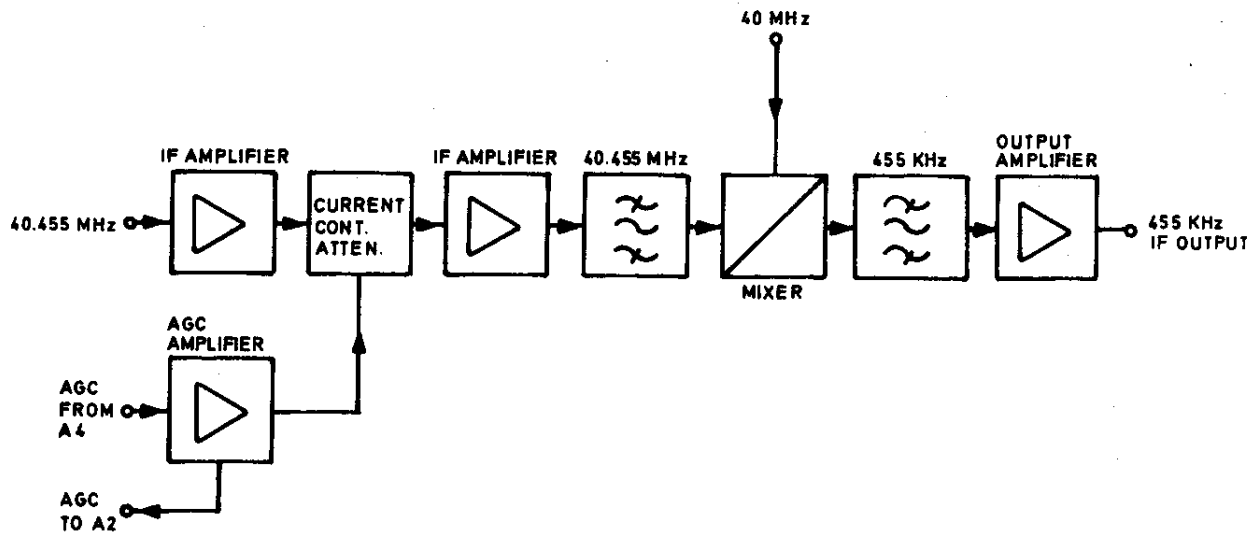 40 MHz
IF AMPLIFIER
IF AMPLIFIER
40.455 MHz
455 KHz
OUTPUT
AMPLIFIER
40.455 MHz
CURRENT
CONT.
ATTEN.
455 KHz
IF OUTPUT
MIXER
AGC
AMPLIFIER
AGC
FROM
A4
AGC
TO A2